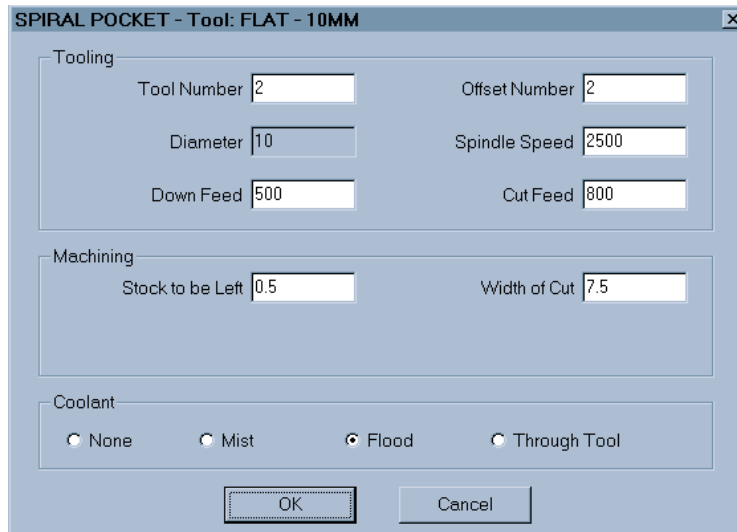 SPIRAL POCKET - Tool: FLAT - 10MM
Tooling
Tool Number 2 Offset Number 2
Diameter 10 Spindle Speed 2500
Down Feed 500 Cut Feed 800
Machining
Stock to be Left 0.5 Width of Cut 7.5
Coolant
None Mist Flood Through Tool
OK Cancel